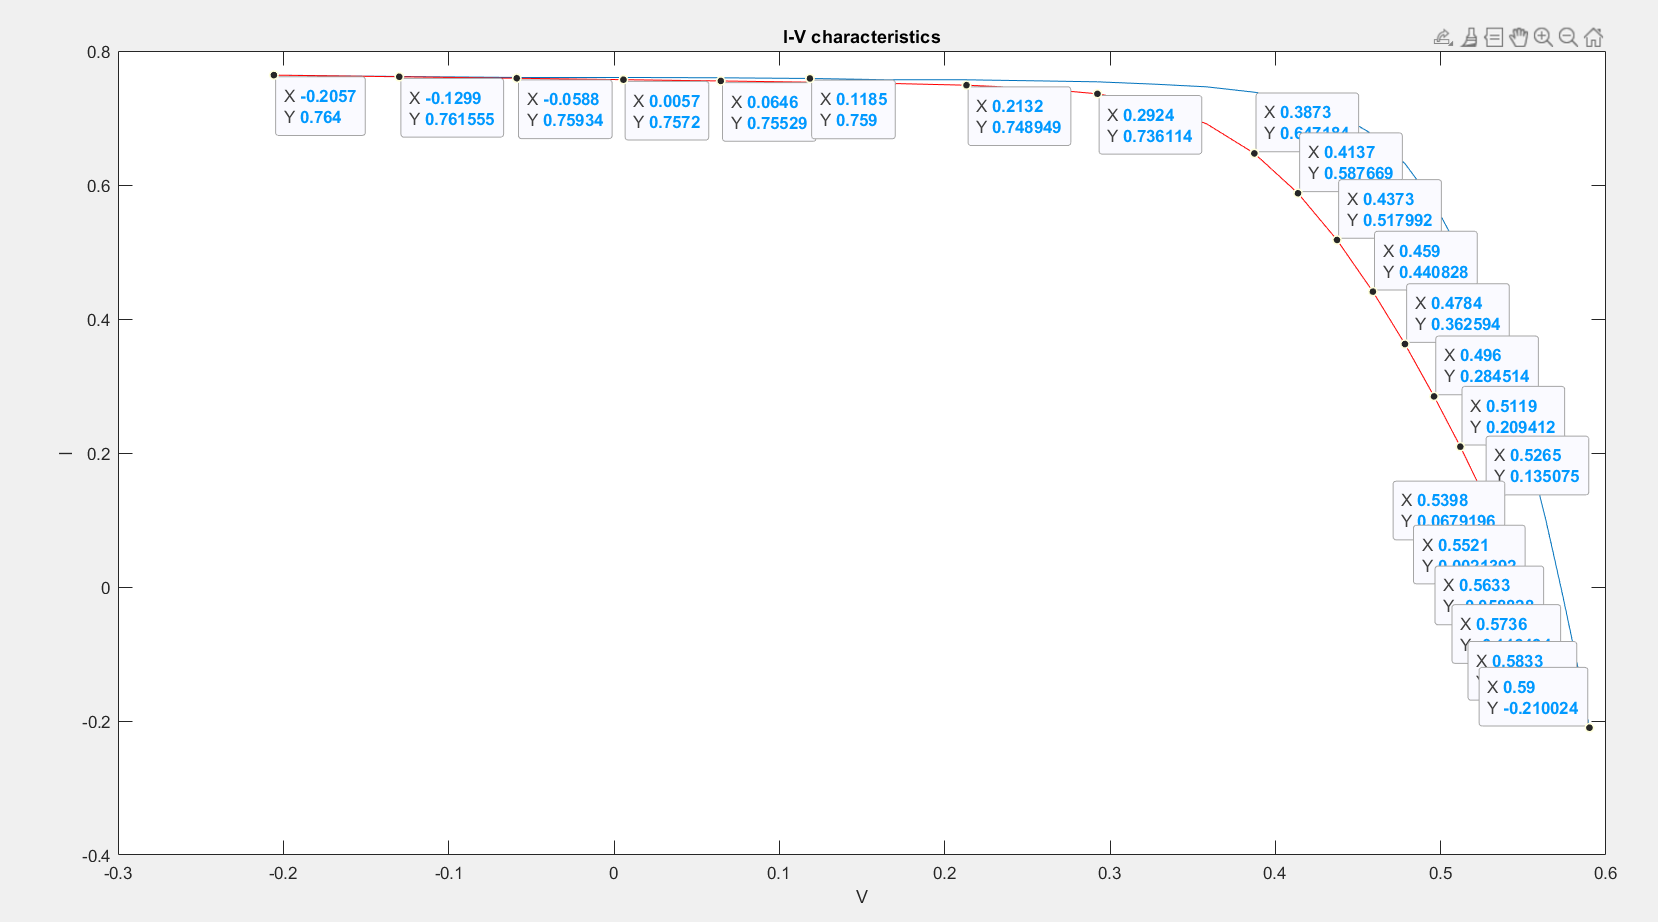 I-V characteristics
0.8
0.6
0.4
0.2
0
-0.2
-0.4
I
X -0.2057
Y 0.764
X -0.1299
Y 0.761555
X -0.0588
Y 0.75934
X 0.0057
Y 0.7572
X 0.0646
Y 0.75529
X 0.1185
Y 0.759
X 0.2132
Y 0.748949
X 0.2924
Y 0.736114
X 0.3873
Y 0.647184
X 0.4137
Y 0.587669
X 0.4373
Y 0.517992
X 0.459
Y 0.440828
X 0.4784
Y 0.362594
X 0.496
Y 0.284514
X 0.5119
Y 0.209412
X 0.5265
Y 0.135075
X 0.5398
Y 0.0679196
X 0.5521
Y
X 0.5633
Y
X 0.5736
Y
X 0.5833
X 0.59
Y -0.210024
-0.3
-0.2
-0.1
0
0.1
0.2
0.3
0.4
0.5
0.6
V